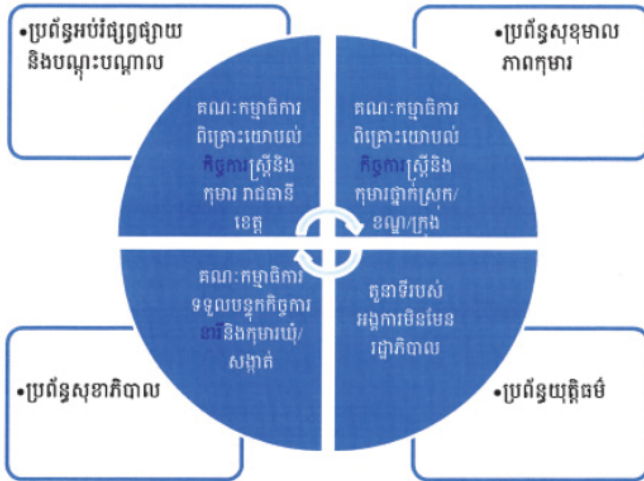 •ប្រព័ន្ធអប់រំផ្សព្វផ្សាយ
និងបណ្តុះបណ្តាល
•ប្រព័ន្ធសុខុមាល
ភាពកុមារ
គណៈកម្មាធិការ
ពិគ្រោះយោបល់
កិច្ចការស្ត្រីនិង
កុមារ រាជធានី
ខេត្ត
គណៈកម្មាធិការ
ពិគ្រោះយោបល់
កិច្ចការស្ត្រីនិង
កុមារថ្នាក់ស្រុក/
ខណ្ឌ/ក្រុង
គណៈកម្មាធិការ
ទទួលបន្ទុកកិច្ចការ
នារីនិងកុមារឃុំ/
សង្កាត់
តួនាទីរបស់
អង្គការមិនមែន
រដ្ឋាភិបាល
•ប្រព័ន្ធសុខាភិបាល
•ប្រព័ន្ធយុត្តិធម៌